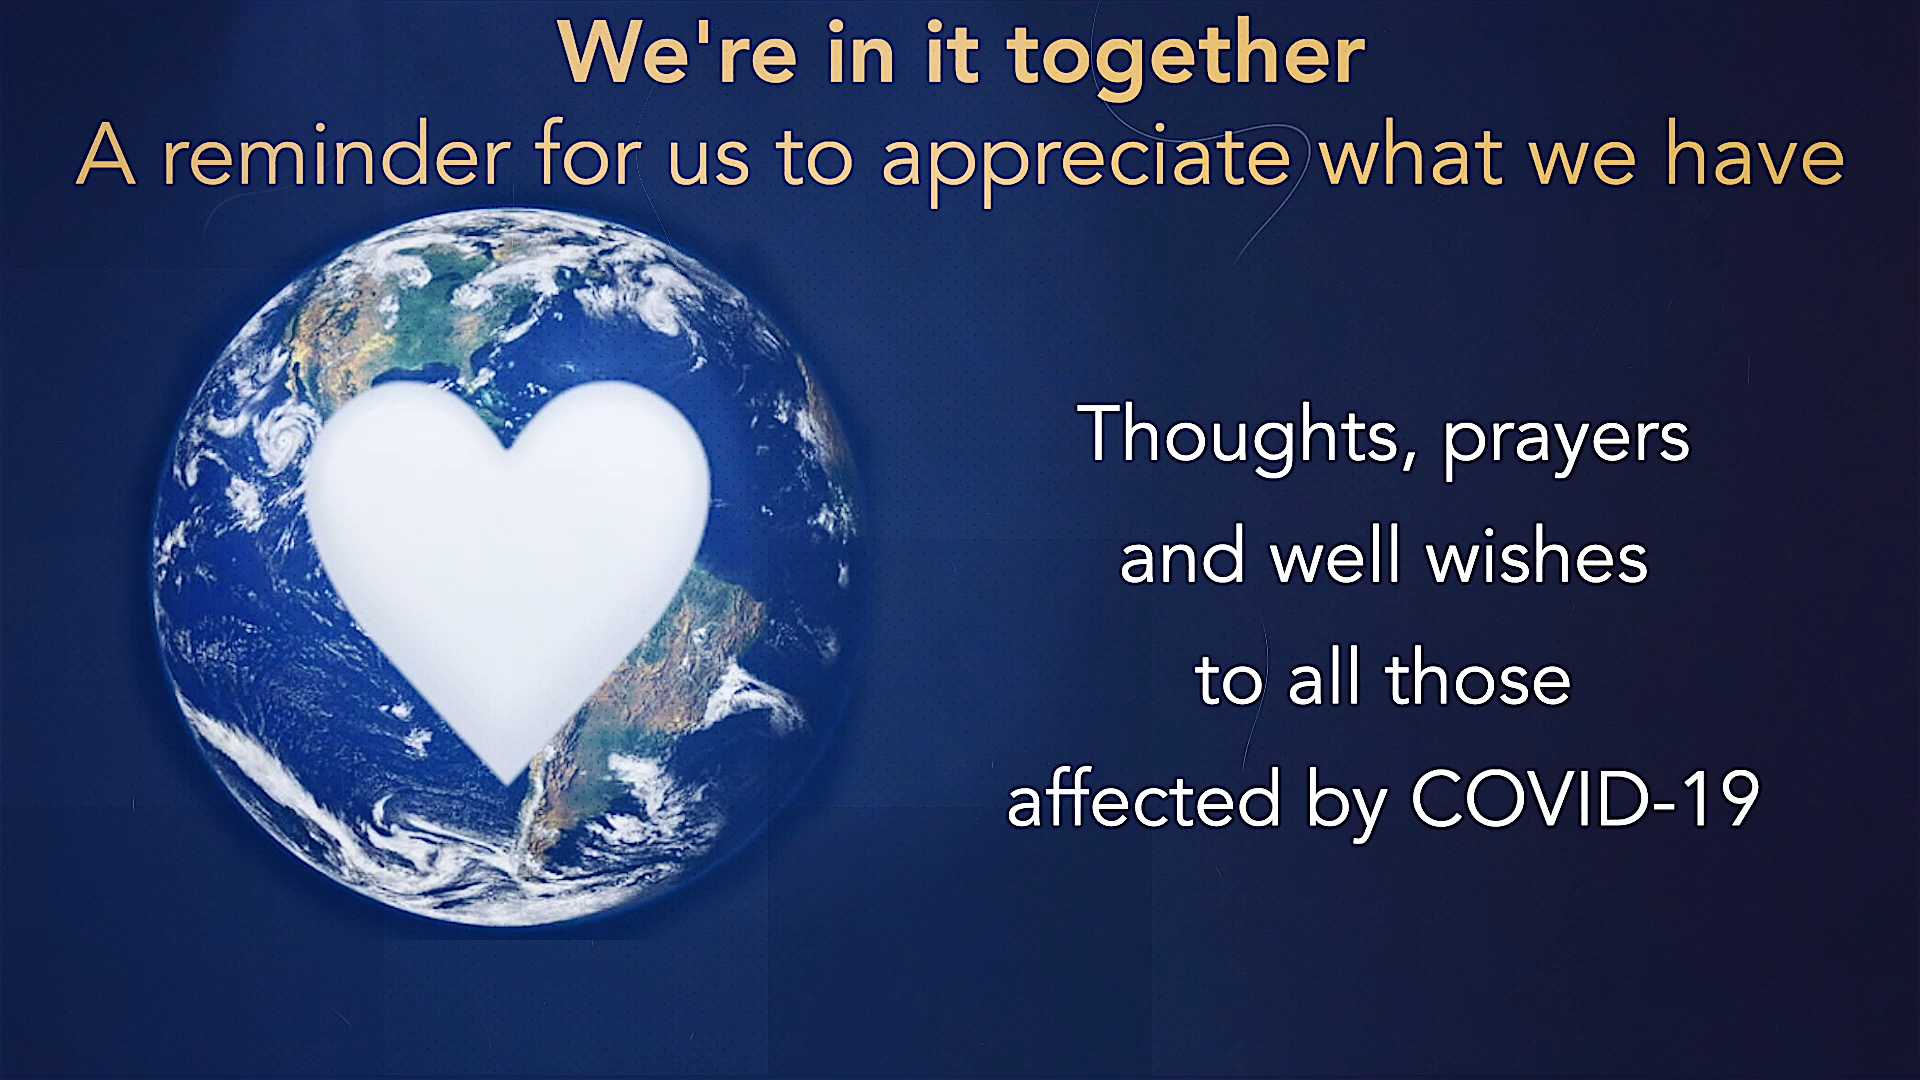 We're in it together
A reminder for us to appreciate what we have
Thoughts, prayers
and well wishes
to all those
affected by COVID-19